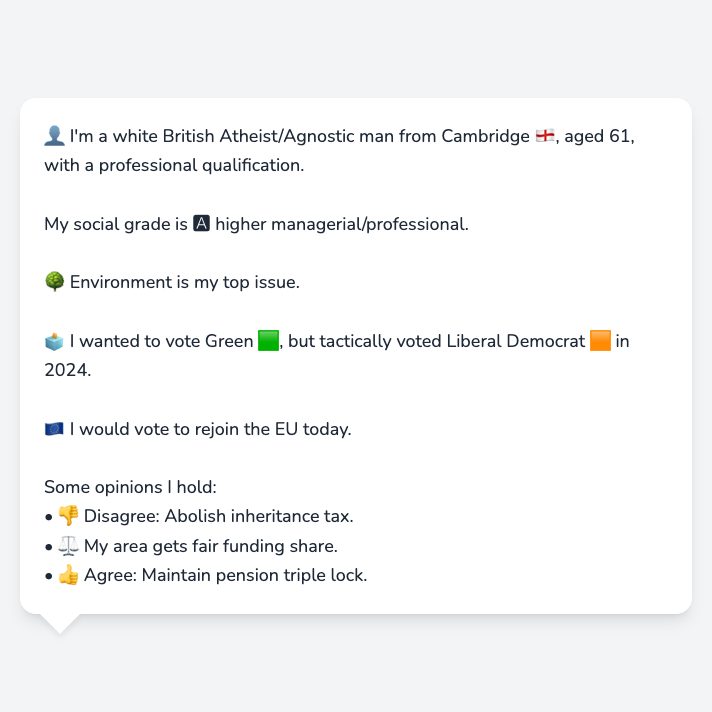 👤 I'm a white British Atheist/Agnostic man from Cambridge 🏴󠁧󠁢󠁥󠁮󠁧󠁿, aged 61,
with a professional qualification.
My social grade is 🅰 higher managerial/professional.
🌳 Environment is my top issue.
🗳️ I wanted to vote Green 🟩, but tactically voted Liberal Democrat 🟧 in
2024.
🇪🇺 I would vote to rejoin the EU today.
Some opinions I hold:
• 👎 Disagree: Abolish inheritance tax.
• ⚖️ My area gets fair funding share.
• 👍 Agree: Maintain pension triple lock.